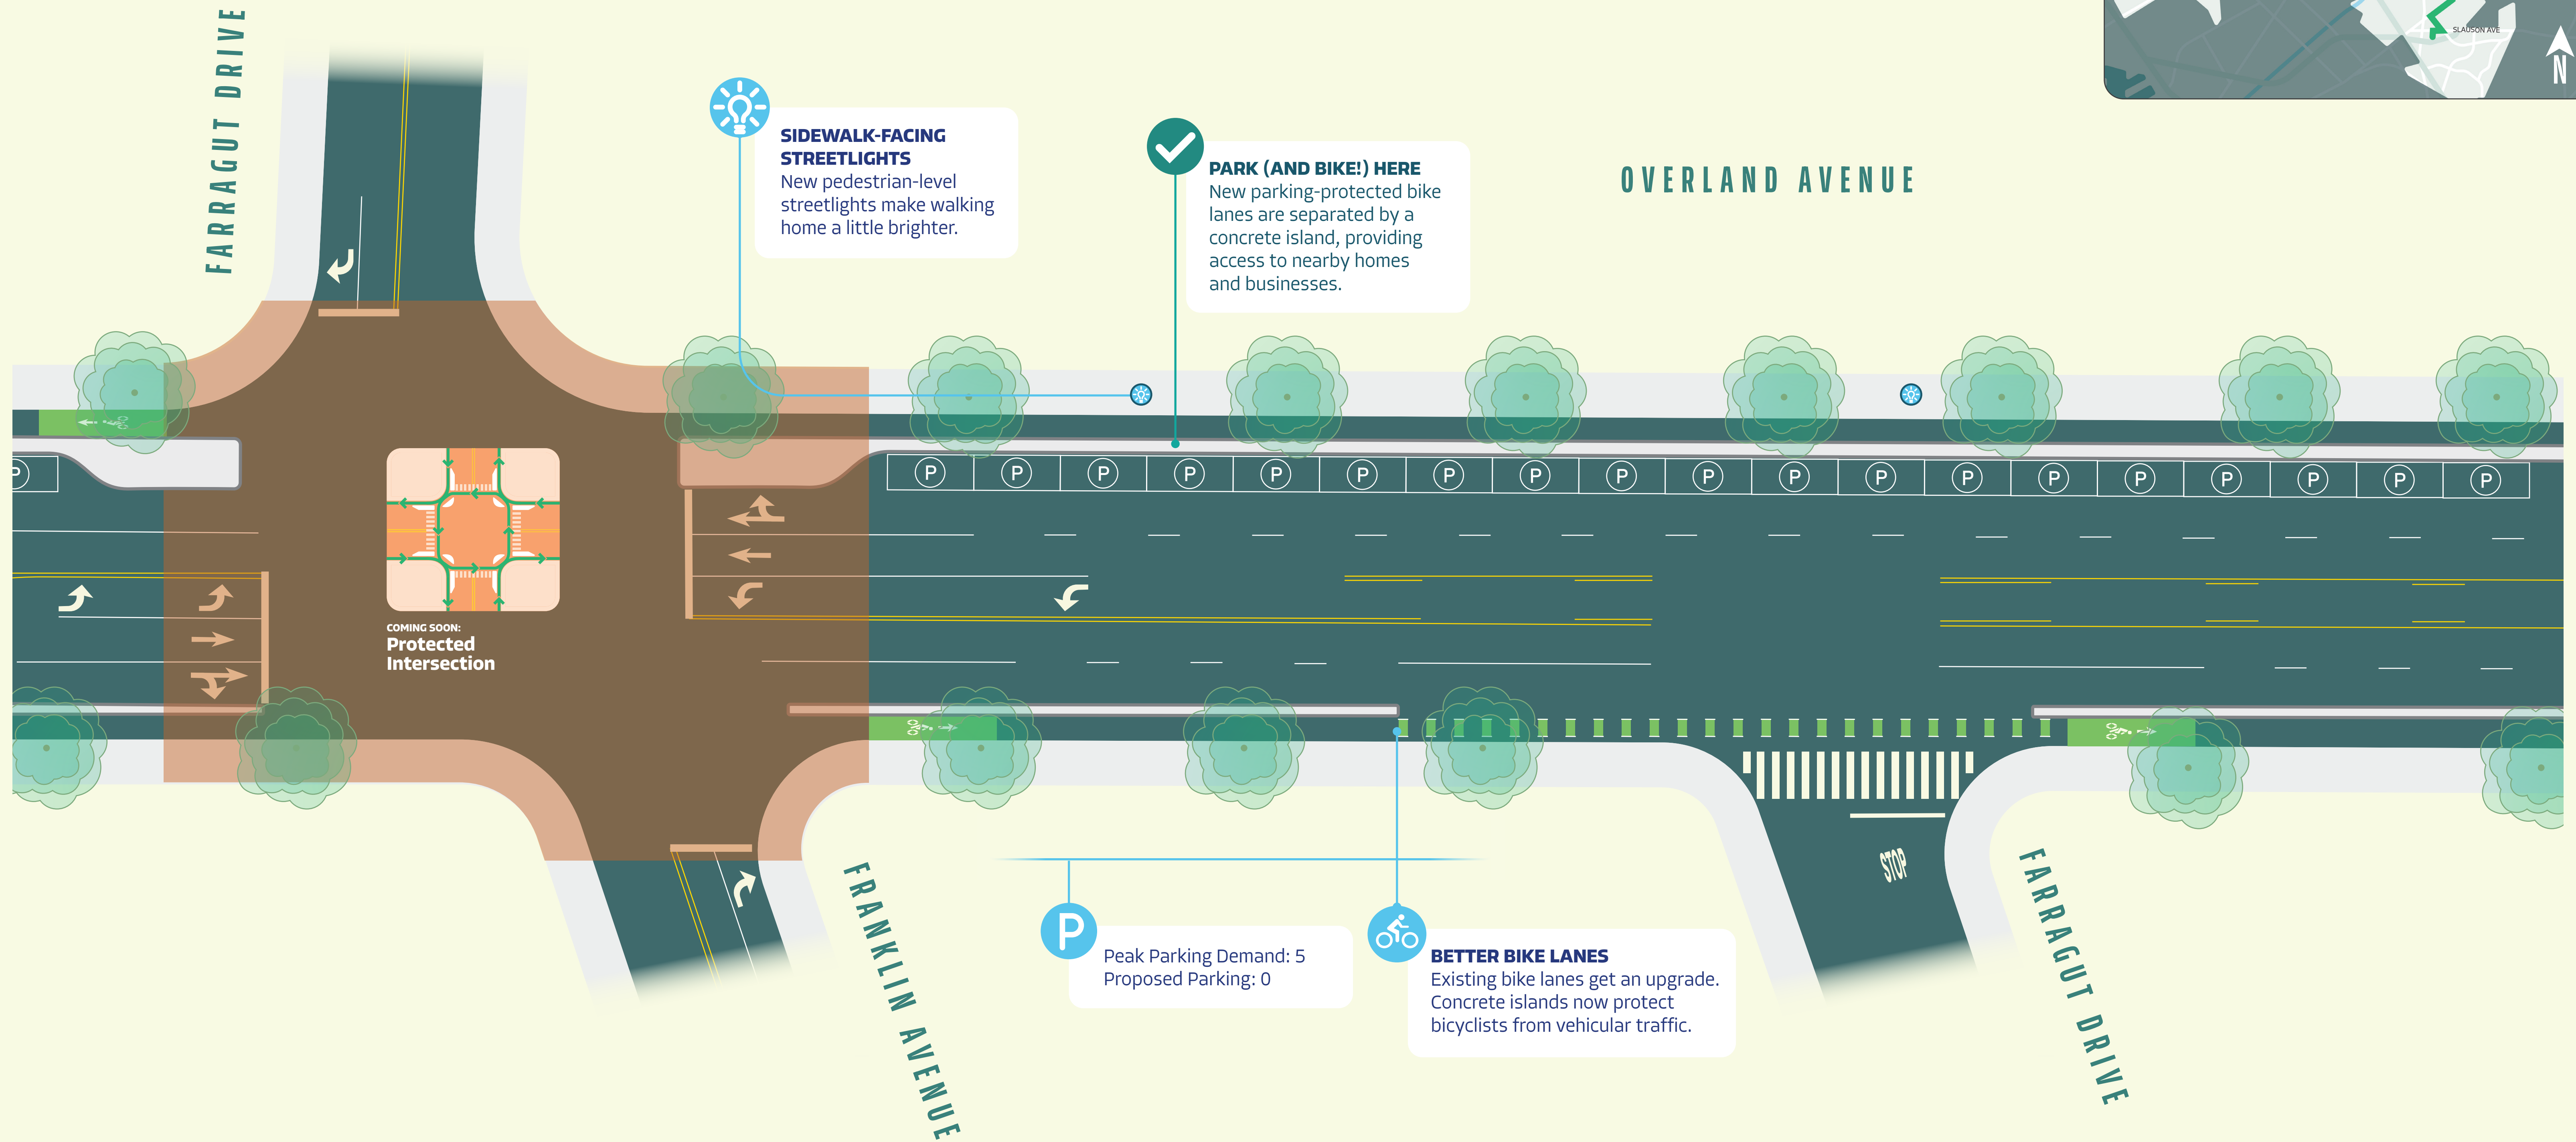 FARRAGUT DRIVE
SLAUSON AVE
N
SIDEWALK-FACING
STREETLIGHTS
New pedestrian-level
streetlights make walking
home a little brighter.
PARK (AND BIKE!) HERE
New parking-protected bike
lanes are separated by a
concrete island, providing
access to nearby homes
and businesses.
OVERLAND AVENUE
P P P P P P P P P P P P P P P P P P P P
COMING SOON:
Protected
Intersection
STOP
FRANKLIN AVENUE
P
Peak Parking Demand: 5
Proposed Parking: 0
BETTER BIKE LANES
Existing bike lanes get an upgrade.
Concrete islands now protect
bicyclists from vehicular traffic.
FARRAGUT DRIVE